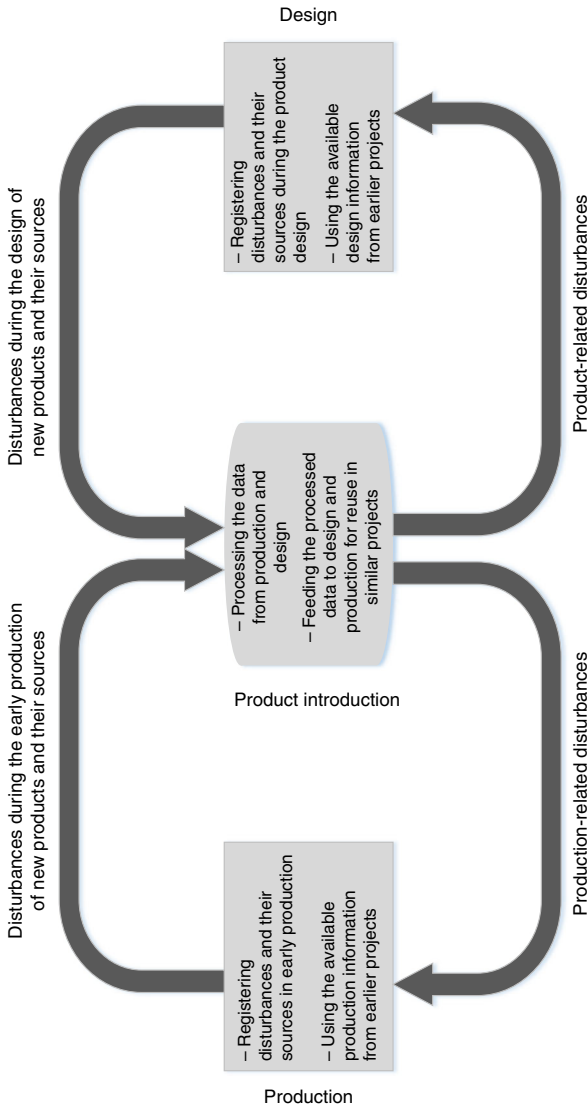 Disturbances during the early production
of new products and their sources
Disturbances during the design of
new products and their sources
Production
– Registering
disturbances and their
sources in early production
– Using the available
production information
from earlier projects
Product introduction
– Processing the data
from production and
design
– Feeding the processed
data to design and
production for reuse in
similar projects
Design
– Registering
disturbances and their
sources during the product
design
– Using the available
design information
from earlier projects
Production-related disturbances
Product-related disturbances